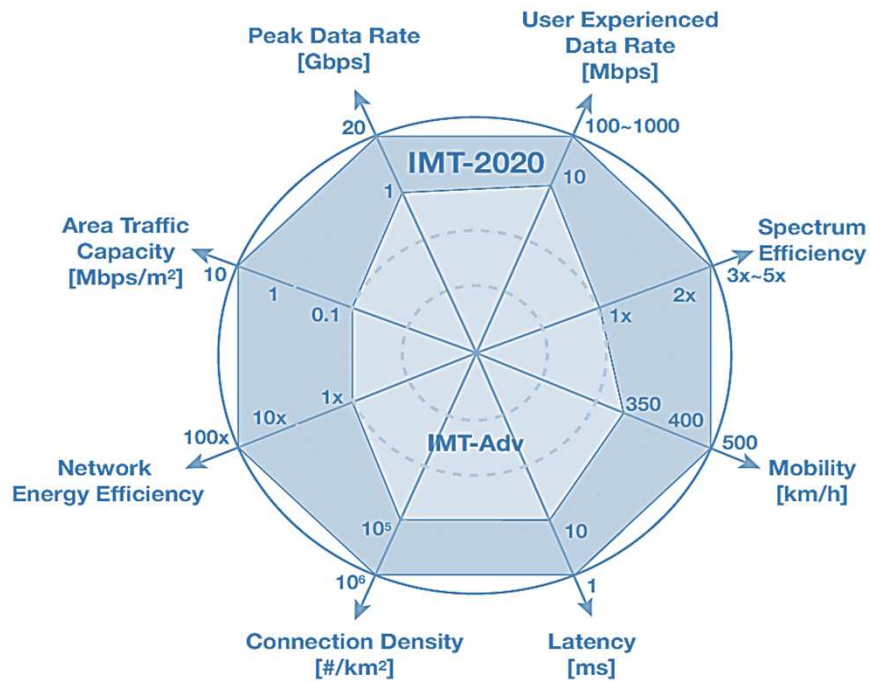 Peak Data Rate
[Gbps]
User Experienced
Data Rate
[Mbps]
20
100~1000
IMT-2020
1
10
Area Traffic
Capacity
[Mbps/m²]
10
1
0.1
Spectrum
Efficiency
3x~5x
2x
1x
1x
10x
100x
Network
Energy Efficiency
350
400
500
Mobility
[km/h]
IMT-Adv
10⁵
10⁶
10
1
Connection Density
[#/km²]
Latency
[ms]